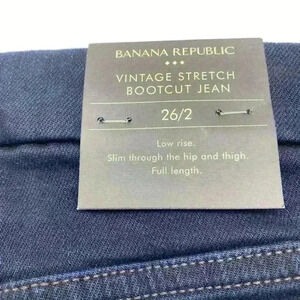 BANANA REPUBLIC
VINTAGE STRETCH
BOOTCUT JEAN
26/2
Low rise.
Slim through the hip and thigh.
Full length.